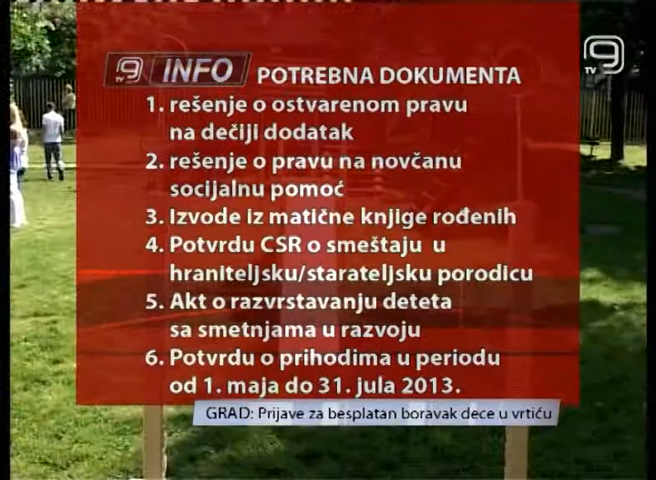 9
TV
INFO
POTREBNA DOKUMENTA
9
TV
1. rešenje o ostvarenom pravu
na dečiji dodatak
2. rešenje o pravu na novčanu
socijalnu pomoć
3. Izvode iz matične knjige rođenih
4. Potvrdu CSR o smeštaju u
hraniteljsku/starateljsku porodicu
5. Akt o razvrstavanju deteta
sa smetnjama u razvoju
6. Potvrdu o prihodima u periodu
od 1. maja do 31. jula 2013.
GRAD: Prijave za besplatan boravak dece u vrtiću